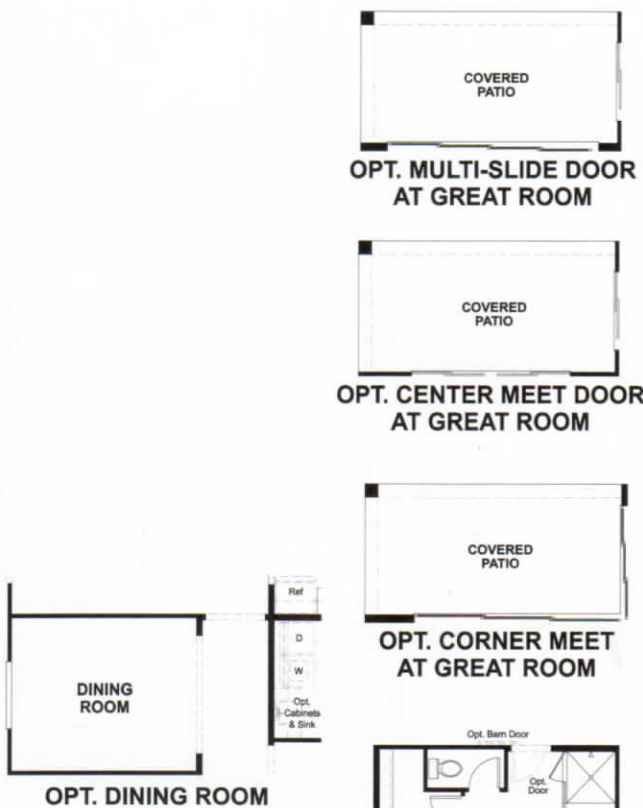 COVERED
PATIO
OPT. MULTI-SLIDE DOOR
AT GREAT ROOM
COVERED
PATIO
OPT. CENTER MEET DOOR
AT GREAT ROOM
COVERED
PATIO
OPT. CORNER MEET
AT GREAT ROOM
Ref
D
W
Opt.
Cabinets
& Sink
DINING
ROOM
OPT. DINING ROOM
Opt. Barn Door
Opt.
Door